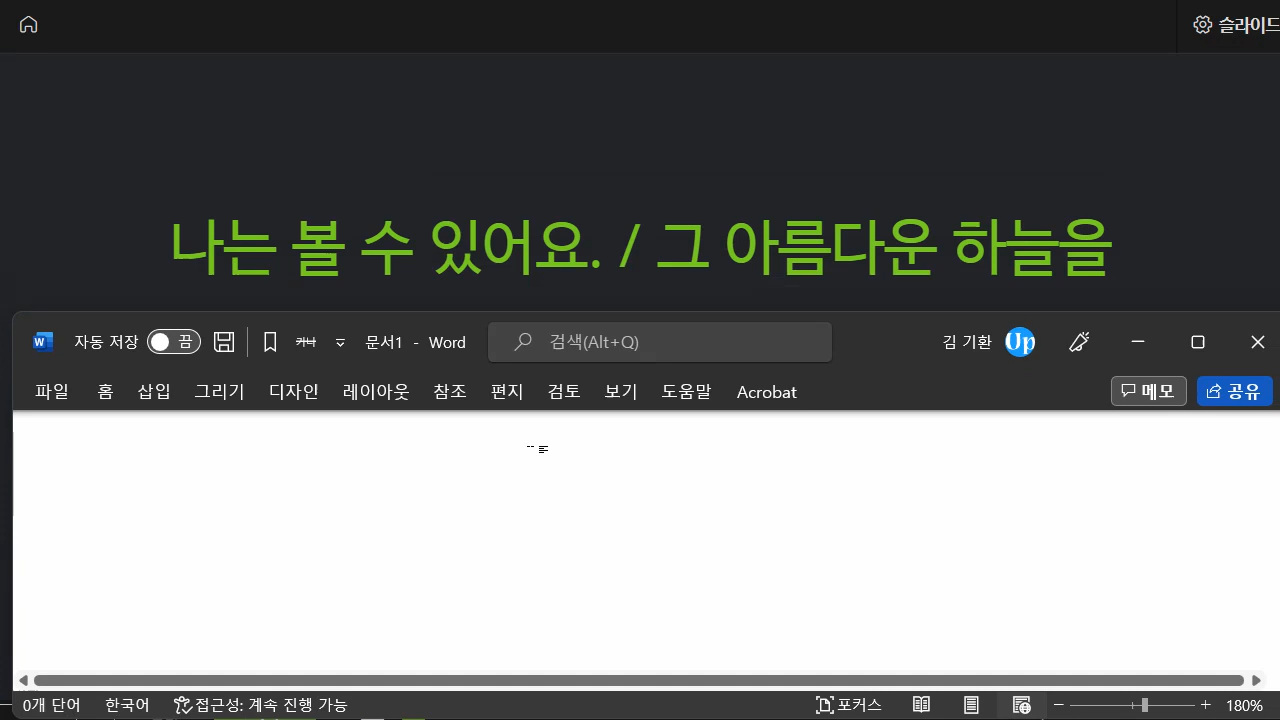 슬라이드
나는 볼 수 있어요. / 그 아름다운 하늘을
자동 저장 끔 가나 문서1 - Word 검색(Alt+Q) 김 기환 Up
파일 홈 삽입 그리기 디자인 레이아웃 참조 편지 검토 보기 도움말 Acrobat 메모 공유
0개 단어 한국어 접근성: 계속 진행 가능 포커스 180%